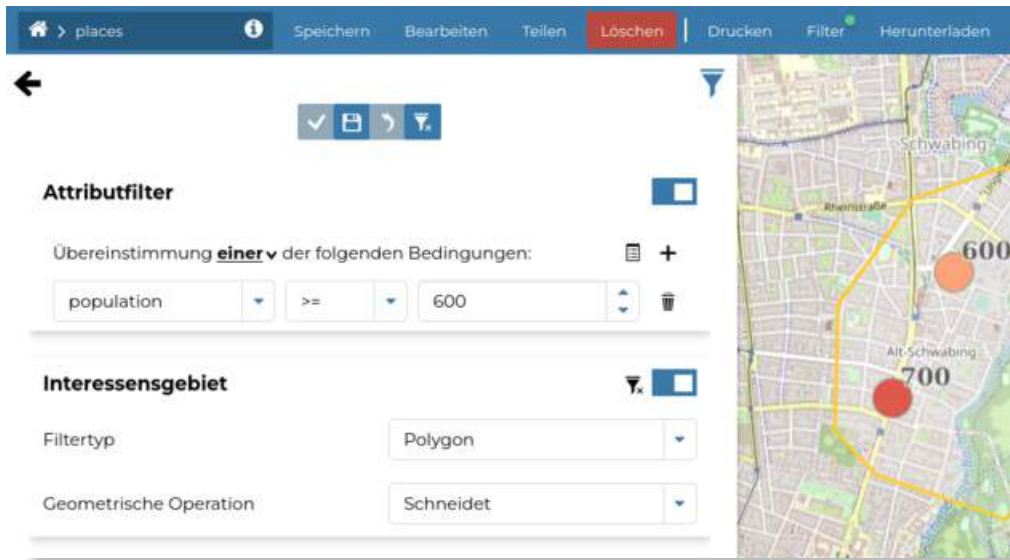 > places
Speichern Bearbeiten Teilen Löschen Drucken Filter Herunterladen
Attributfilter
Übereinstimmung einer der folgenden Bedingungen:
population >= 600
Interessensgebiet
Filtertyp Polygon
Geometrische Operation Schneidet
Schwabing
Rheinstraße
600
Alt-Schwabing
700